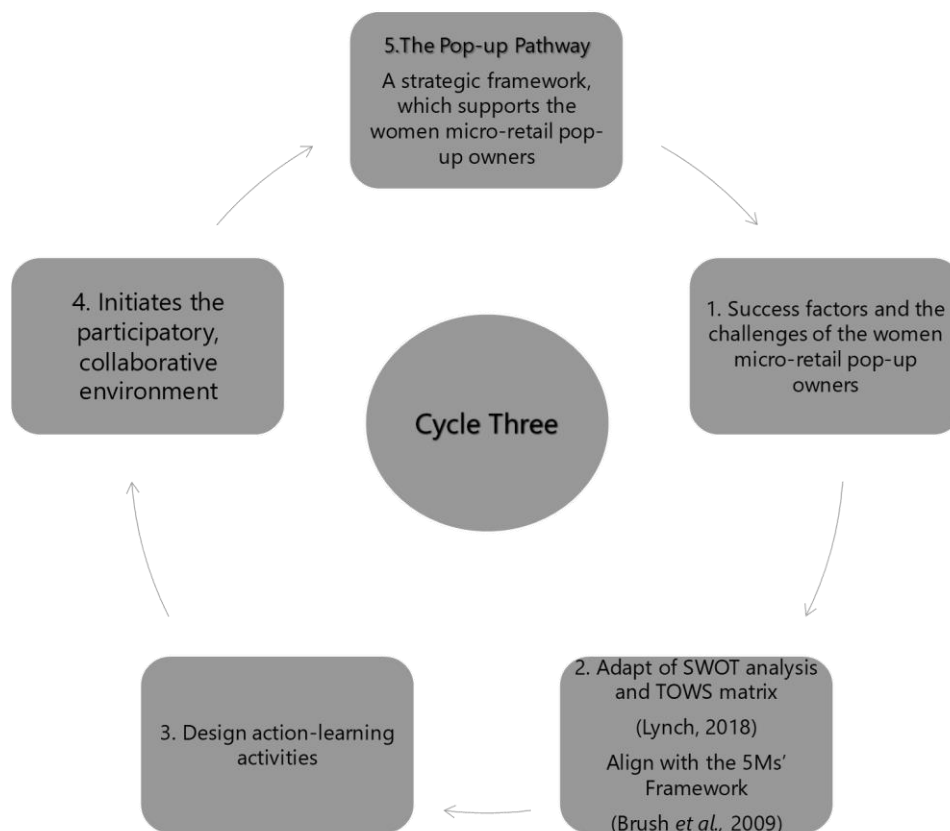 5.The Pop-up Pathway
A strategic framework,
which supports the
women micro-retail pop-
up owners
4. Initiates the
participatory,
collaborative
environment
1. Success factors and the
challenges of the women
micro-retail pop-up
owners
Cycle Three
3. Design action-learning
activities
2. Adapt of SWOT analysis
and TOWS matrix
(Lynch, 2018)
Align with the 5Ms'
Framework
(Brush et al., 2009)